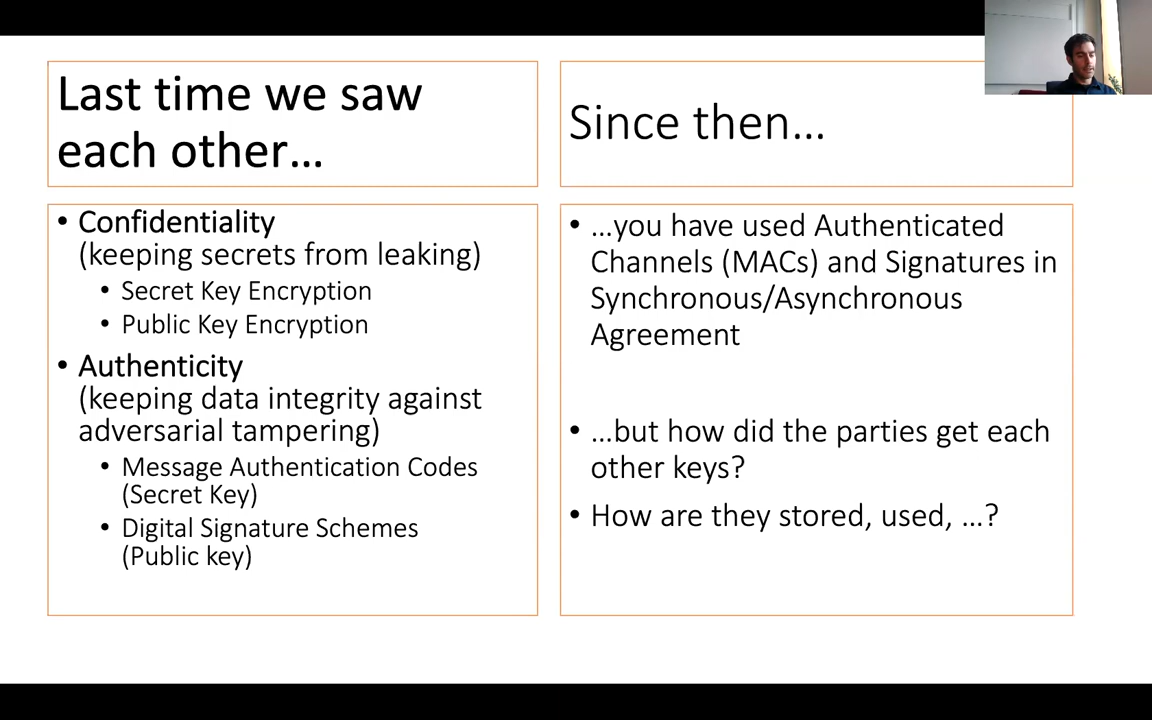 Last time we saw
each other…
• Confidentiality
(keeping secrets from leaking)
• Secret Key Encryption
• Public Key Encryption
• Authenticity
(keeping data integrity against
adversarial tampering)
• Message Authentication Codes
(Secret Key)
• Digital Signature Schemes
(Public key)
Since then…
• …you have used Authenticated
Channels (MACs) and Signatures in
Synchronous/Asynchronous
Agreement
• …but how did the parties get each
other keys?
• How are they stored, used, …?